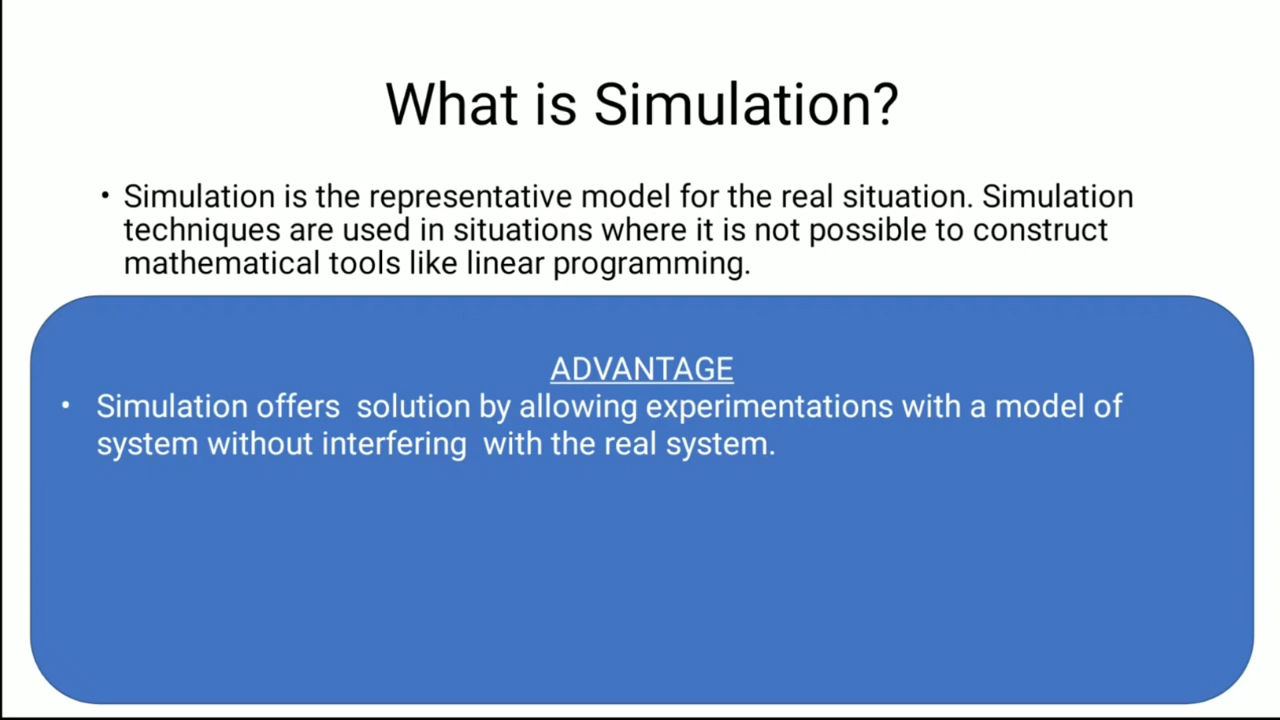 What is Simulation?
• Simulation is the representative model for the real situation. Simulation
techniques are used in situations where it is not possible to construct
mathematical tools like linear programming.
ADVANTAGE
• Simulation offers  solution by allowing experimentations with a model of
system without interfering  with the real system.